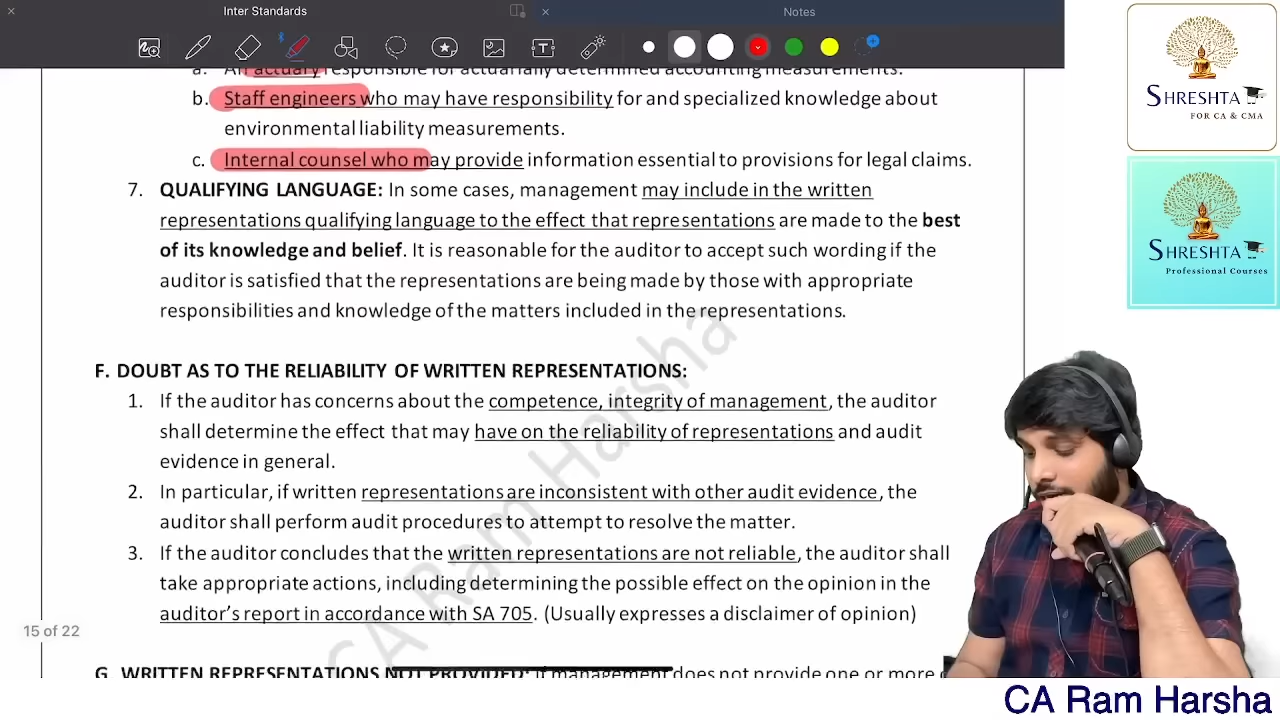 Inter Standards
Notes
a. An actuary responsible for actuarially determined accounting measurements.
b. Staff engineers who may have responsibility for and specialized knowledge about
environmental liability measurements.
c. Internal counsel who may provide information essential to provisions for legal claims.
7. QUALIFYING LANGUAGE: In some cases, management may include in the written
representations qualifying language to the effect that representations are made to the best
of its knowledge and belief. It is reasonable for the auditor to accept such wording if the
auditor is satisfied that the representations are being made by those with appropriate
responsibilities and knowledge of the matters included in the representations.
F. DOUBT AS TO THE RELIABILITY OF WRITTEN REPRESENTATIONS:
1. If the auditor has concerns about the competence, integrity of management, the auditor
shall determine the effect that may have on the reliability of representations and audit
evidence in general.
2. In particular, if written representations are inconsistent with other audit evidence, the
auditor shall perform audit procedures to attempt to resolve the matter.
3. If the auditor concludes that the written representations are not reliable, the auditor shall
take appropriate actions, including determining the possible effect on the opinion in the
auditor's report in accordance with SA 705. (Usually expresses a disclaimer of opinion)
15 of 22
G. WRITTEN REPRESENTATIONS NOT PROVIDED: If management does not provide one or more
CA Ram Harsha
SHRESHTA
FOR CA & CMA
SHRESHTA
Professional Courses
CA Ram Harsha